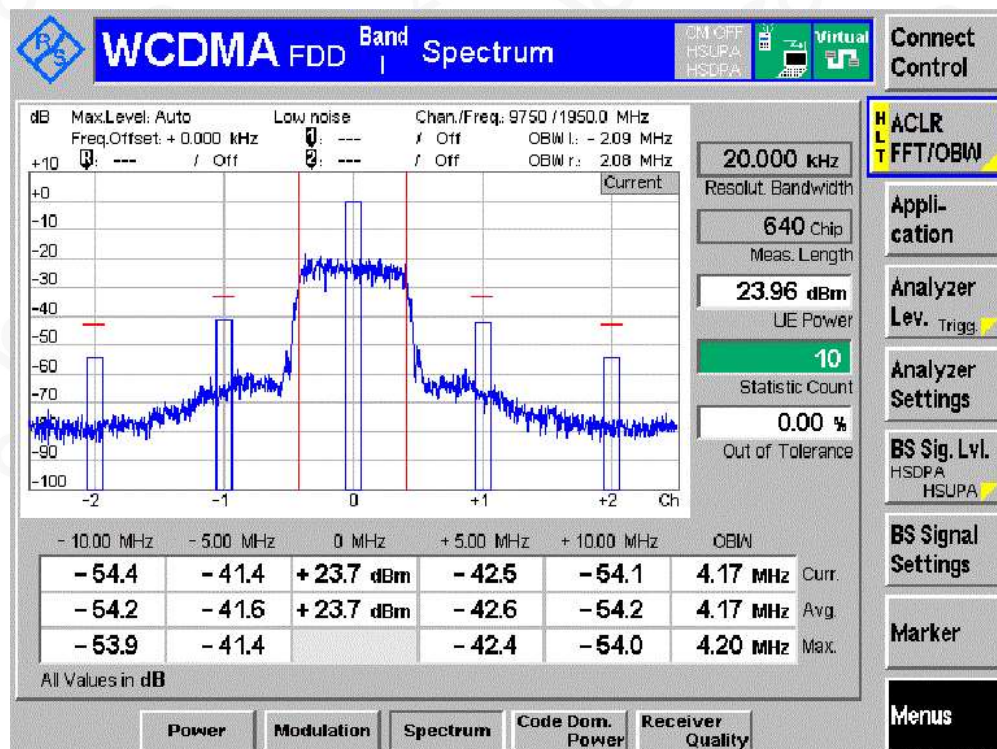 R&S
WCDMA FDD Band I Spectrum
CM OFF
HSUPA
HSDPA
Virtual
Connect Control
dB Max.Level: Auto Low noise Chan./Freq.: 9750 / 1950.0 MHz
Freq.Offset: + 0.000 kHz 1: --- / Off OBW l.: - 2.09 MHz
+10 R: --- / Off 2: --- / Off OBW r.: 2.08 MHz
Current
+0
-10
-20
-30
-40
-50
-60
-70
-90
-100
-2 -1 0 +1 +2 Ch
20.000 kHz
Resolut. Bandwidth
640 Chip
Meas. Length
23.96 dBm
UE Power
10
Statistic Count
0.00 %
Out of Tolerance
- 10.00 MHz - 5.00 MHz 0 MHz + 5.00 MHz + 10.00 MHz OBW
- 54.4 - 41.4 + 23.7 dBm - 42.5 - 54.1 4.17 MHz Curr.
- 54.2 - 41.6 + 23.7 dBm - 42.6 - 54.2 4.17 MHz Avg.
- 53.9 - 41.4 - 42.4 - 54.0 4.20 MHz Max.
All Values in dB
HLT
ACLR
FFT/OBW
Appli-
cation
Analyzer
Lev. Trigg.
Analyzer
Settings
BS Sig. Lvl.
HSDPA
HSUPA
BS Signal
Settings
Marker
Menus
Power
Modulation
Spectrum
Code Dom.
Power
Receiver
Quality